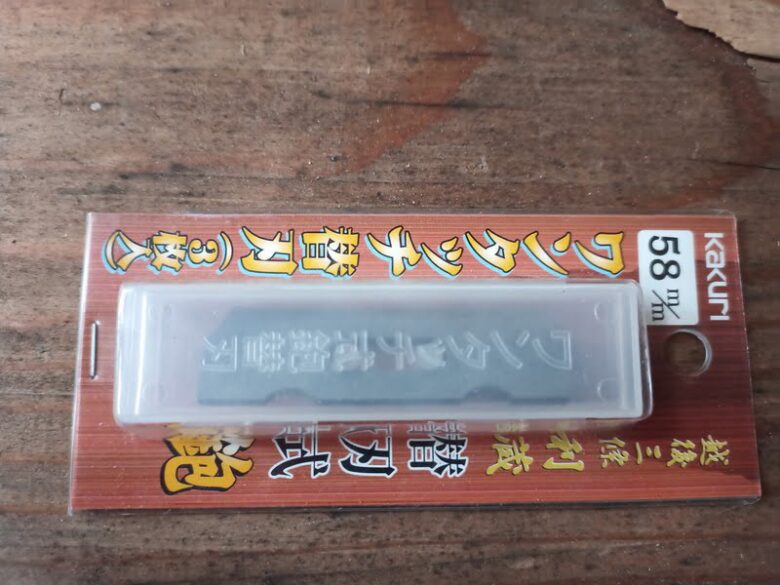 KAKURI
58m/m
ワンタッチ替刃(3枚入)
ワンタッチ式鉋替刃
越後三條
利蔵
替刃式
鉋